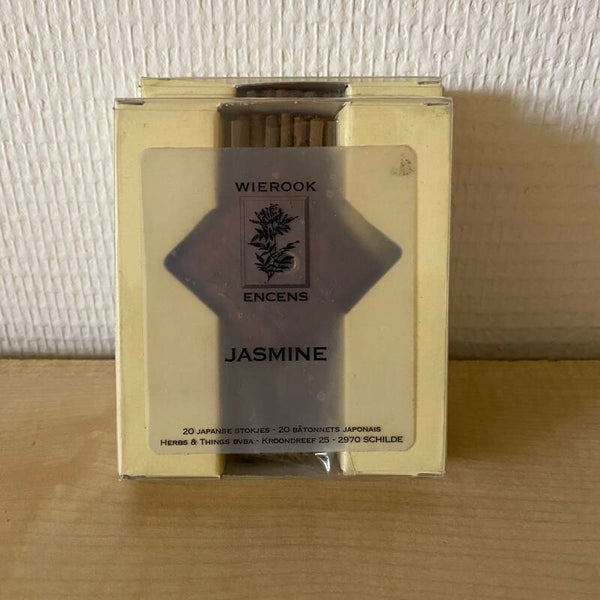 WIEROOK
ENCENS
JASMINE
20 JAPANSE STOKJES - 20 BÂTONNETS JAPONAIS
HERBS & THINGS BVBA - KROONDREEF 25 - 2970 SCHILDE